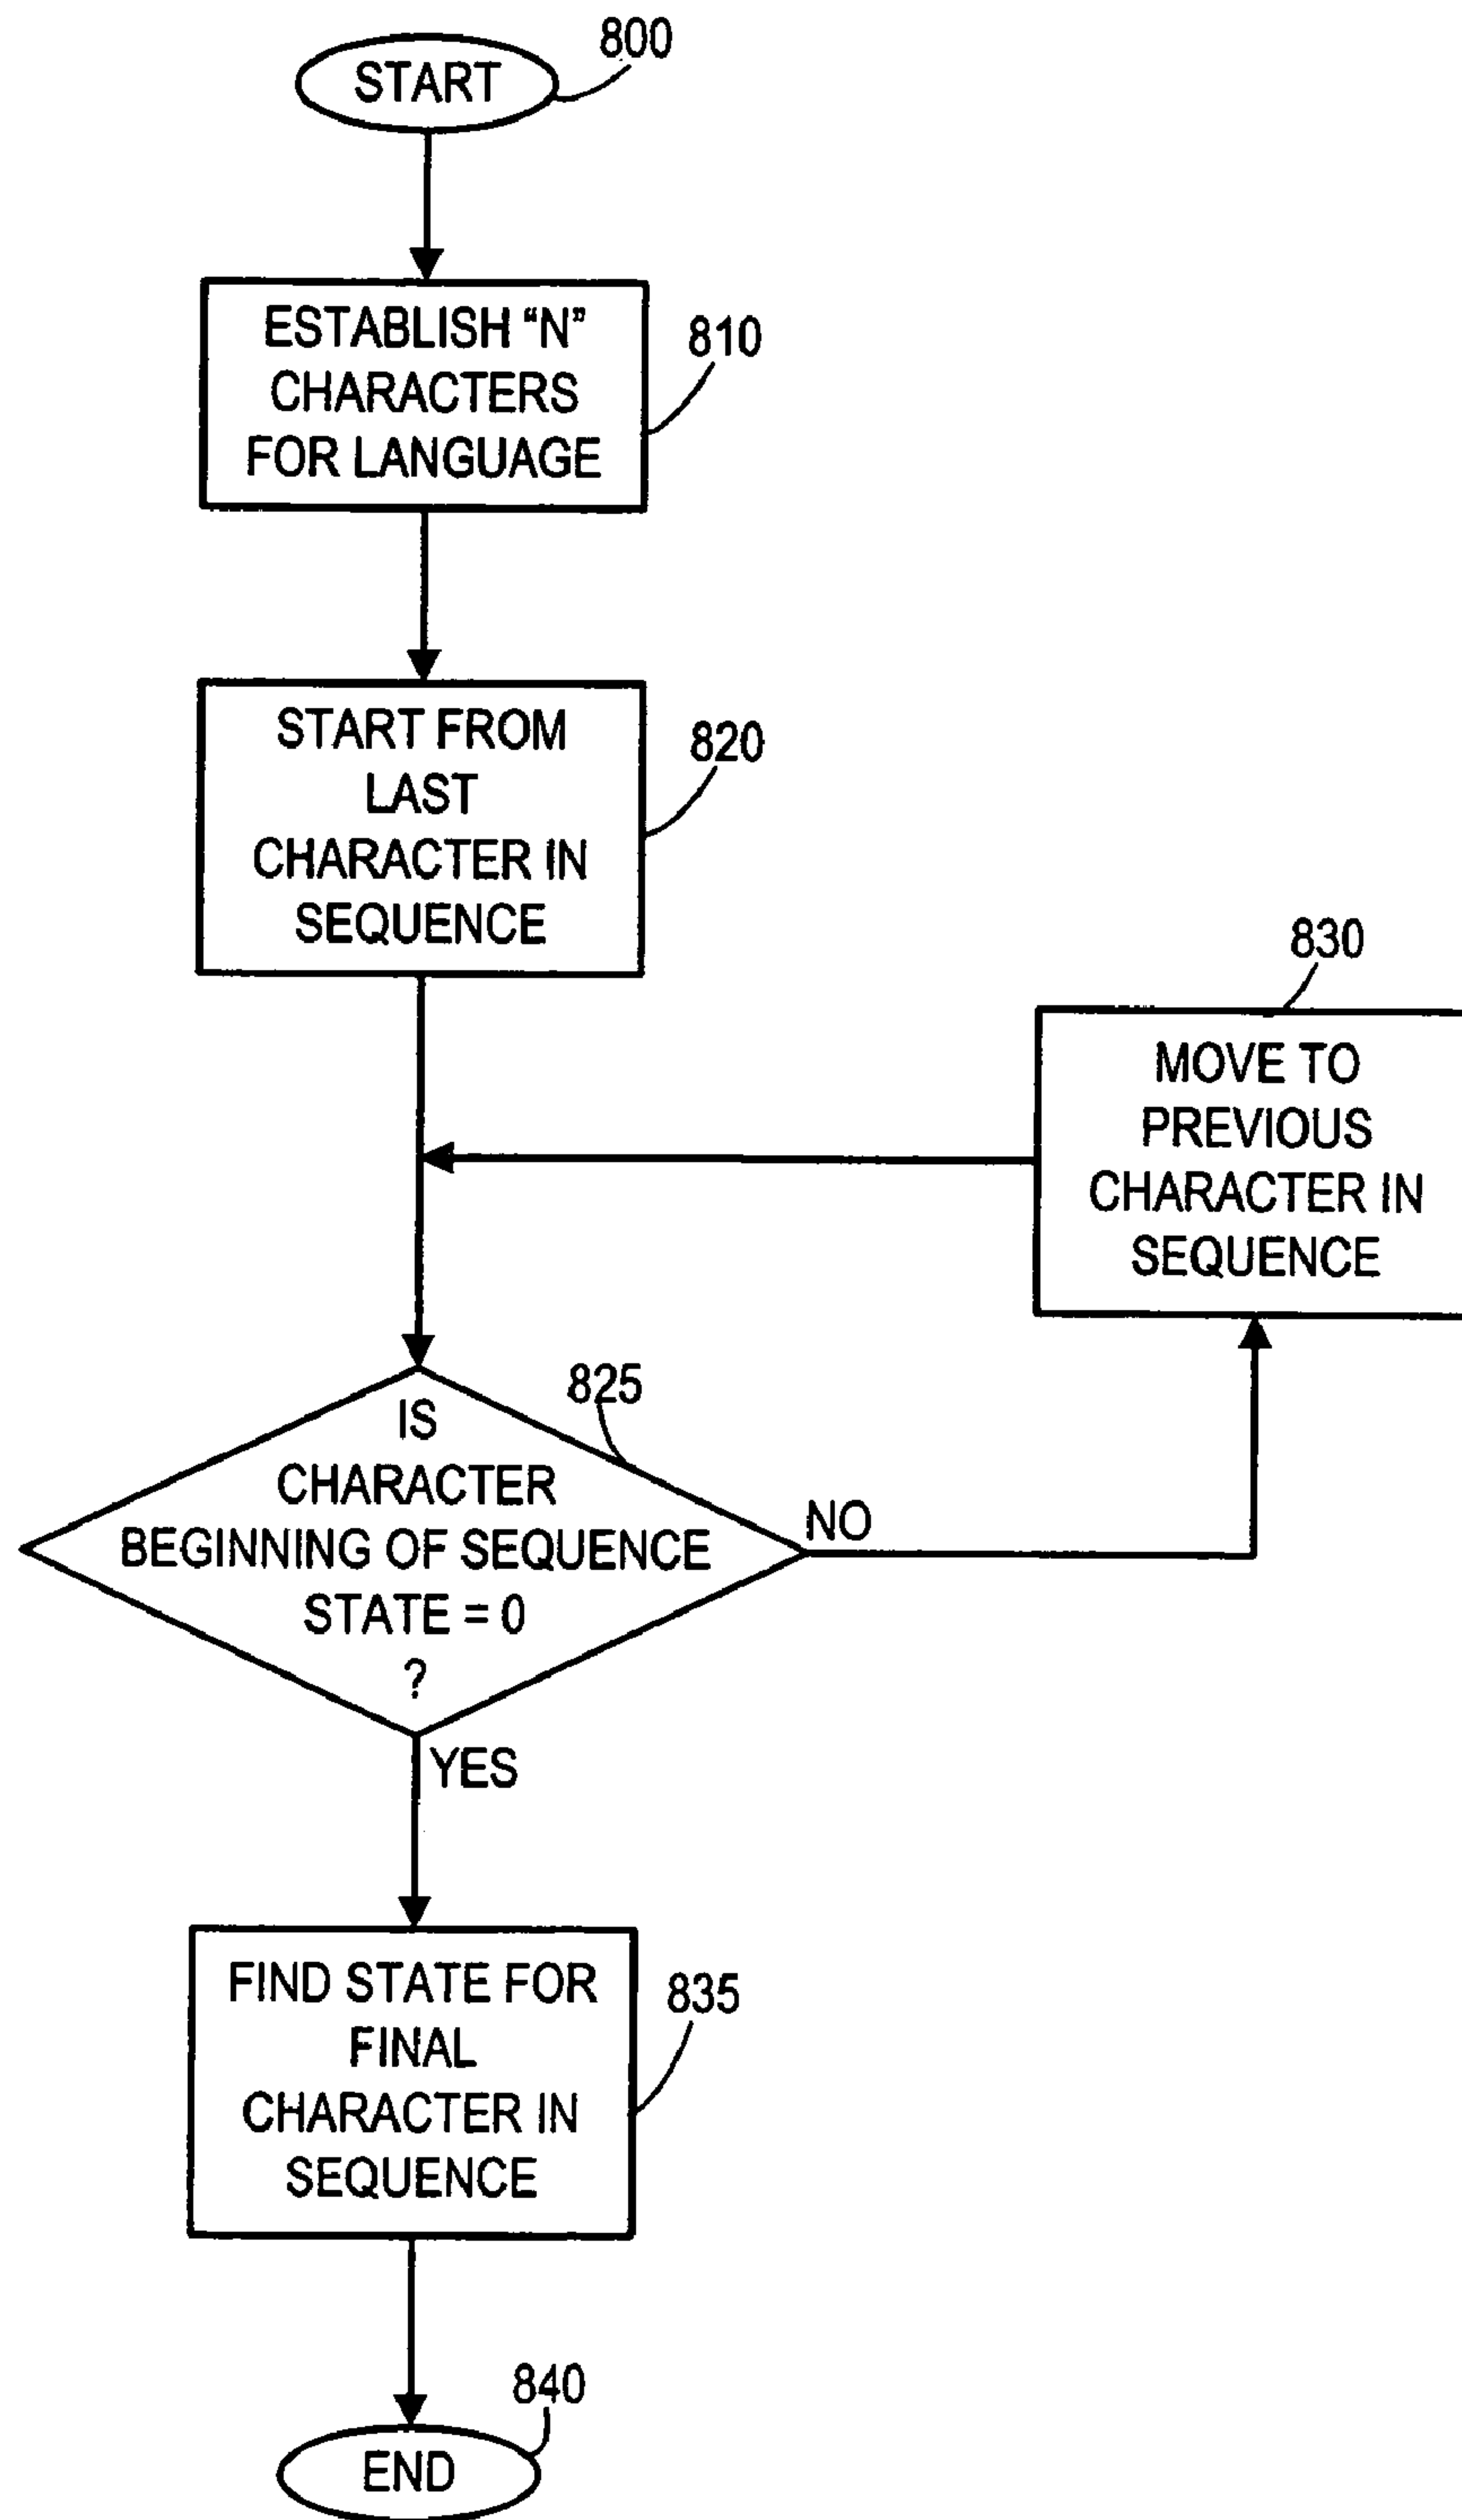 800
START
ESTABLISH “N”
CHARACTERS
FOR LANGUAGE
810
START FROM
LAST
CHARACTER IN
SEQUENCE
820
830
MOVE TO
PREVIOUS
CHARACTER IN
SEQUENCE
825
IS
CHARACTER
BEGINNING OF SEQUENCE
STATE = 0
?
NO
YES
FIND STATE FOR
FINAL
CHARACTER IN
SEQUENCE
835
840
END